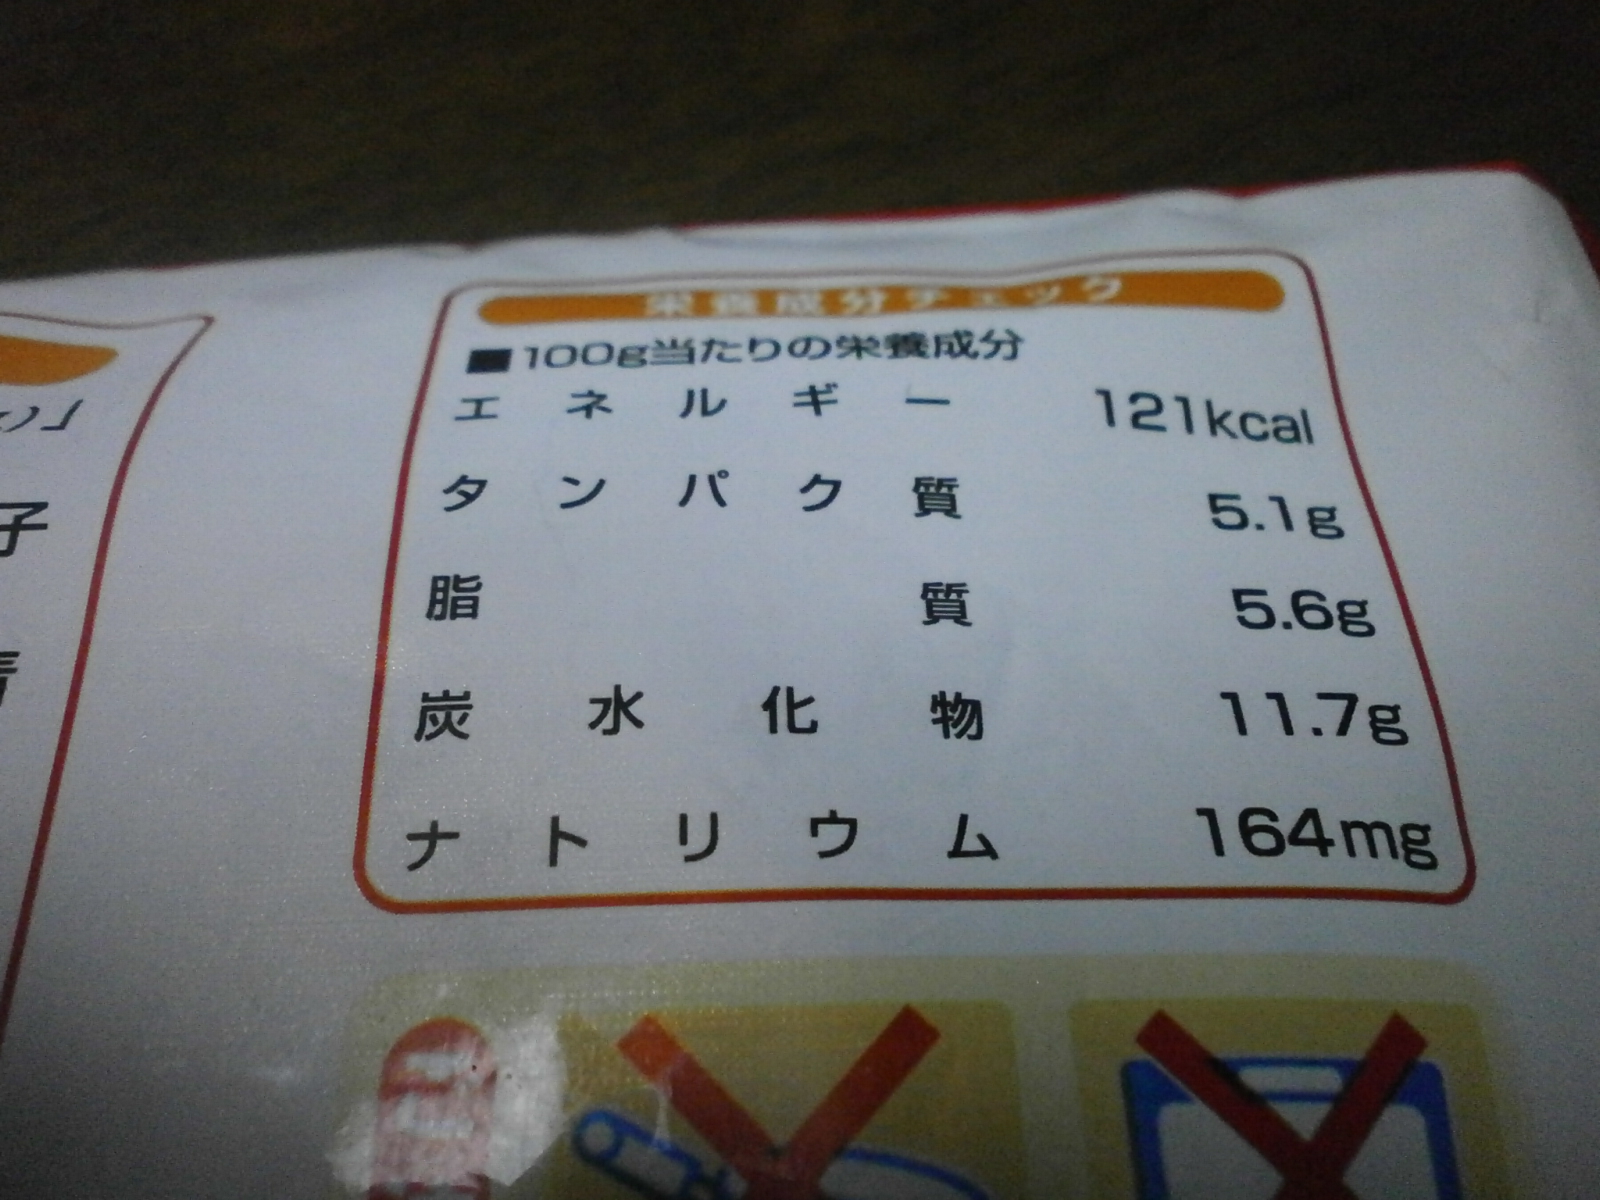 栄養成分チェック
■100g当たりの栄養成分
エネルギー 121kcal
タンパク質 5.1g
脂質 5.6g
炭水化物 11.7g
ナトリウム 164mg
子